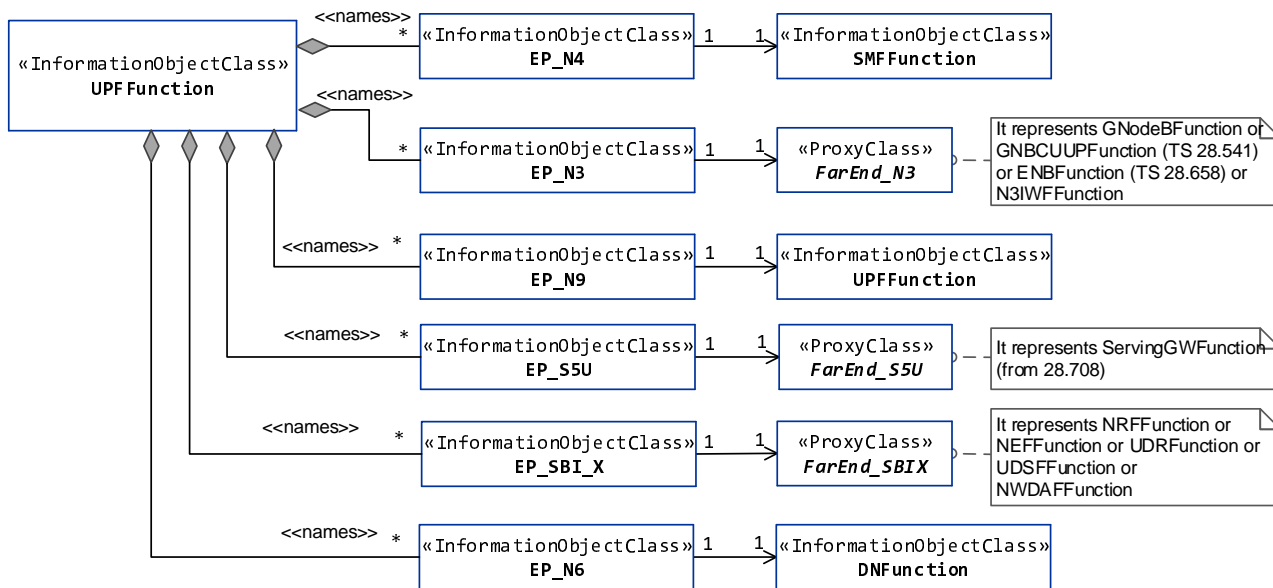 «InformationObjectClass»
UPFFunction
<<names>>
*
«InformationObjectClass»
EP_N4
1
1
«InformationObjectClass»
SMFFunction
<<names>>
*
«InformationObjectClass»
EP_N3
1
1
«ProxyClass»
FarEnd_N3
It represents GNodeBFunction or
GNBCUUPFunction (TS 28.541)
or ENBFunction (TS 28.658) or
N3IWFFunction
<<names>>
*
«InformationObjectClass»
EP_N9
1
1
«InformationObjectClass»
UPFFunction
<<names>>
*
«InformationObjectClass»
EP_S5U
1
1
«ProxyClass»
FarEnd_S5U
It represents ServingGWFunction
(from 28.708)
<<names>>
*
«InformationObjectClass»
EP_SBI_X
1
1
«ProxyClass»
FarEnd_SBIX
It represents NRFFunction or
NEFFunction or UDRFunction or
UDSFFunction or
NWDAFFunction
<<names>>
*
«InformationObjectClass»
EP_N6
1
1
«InformationObjectClass»
DNFunction